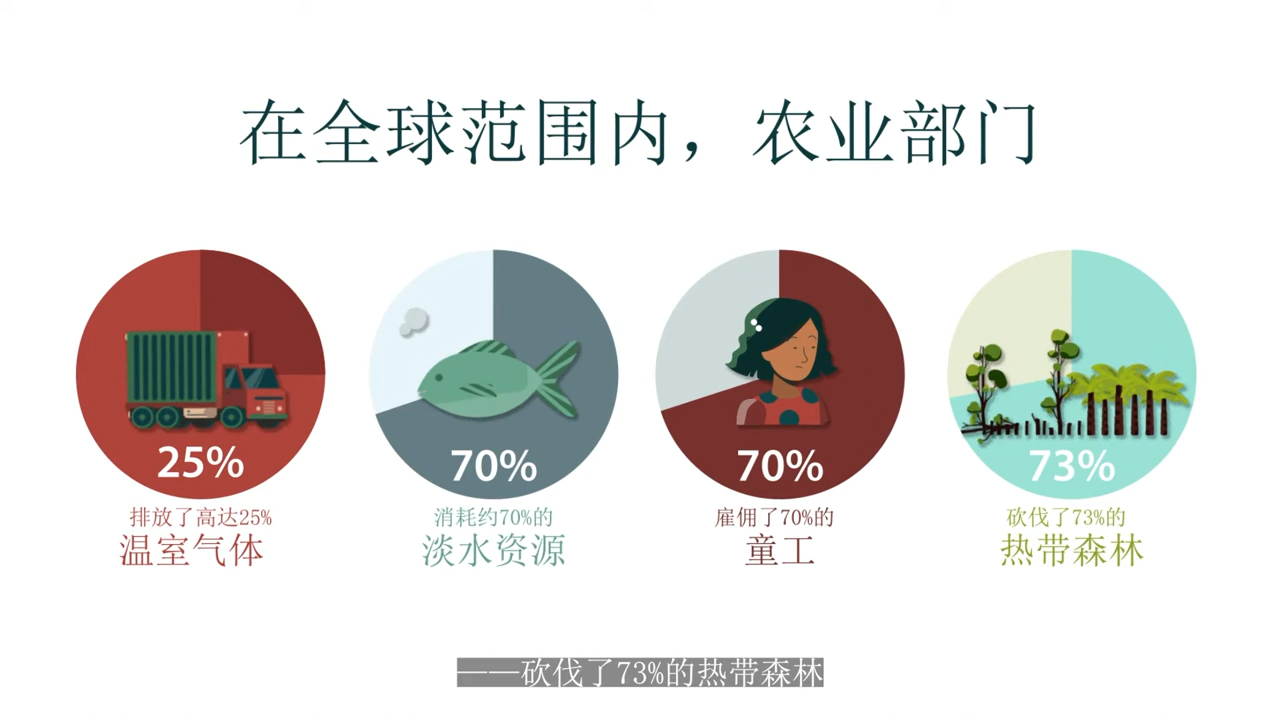 在全球范围内，农业部门
25%
排放了高达25%
温室气体
70%
消耗约70%的
淡水资源
70%
雇佣了70%的
童工
73%
砍伐了73%的
热带森林
——砍伐了73%的热带森林